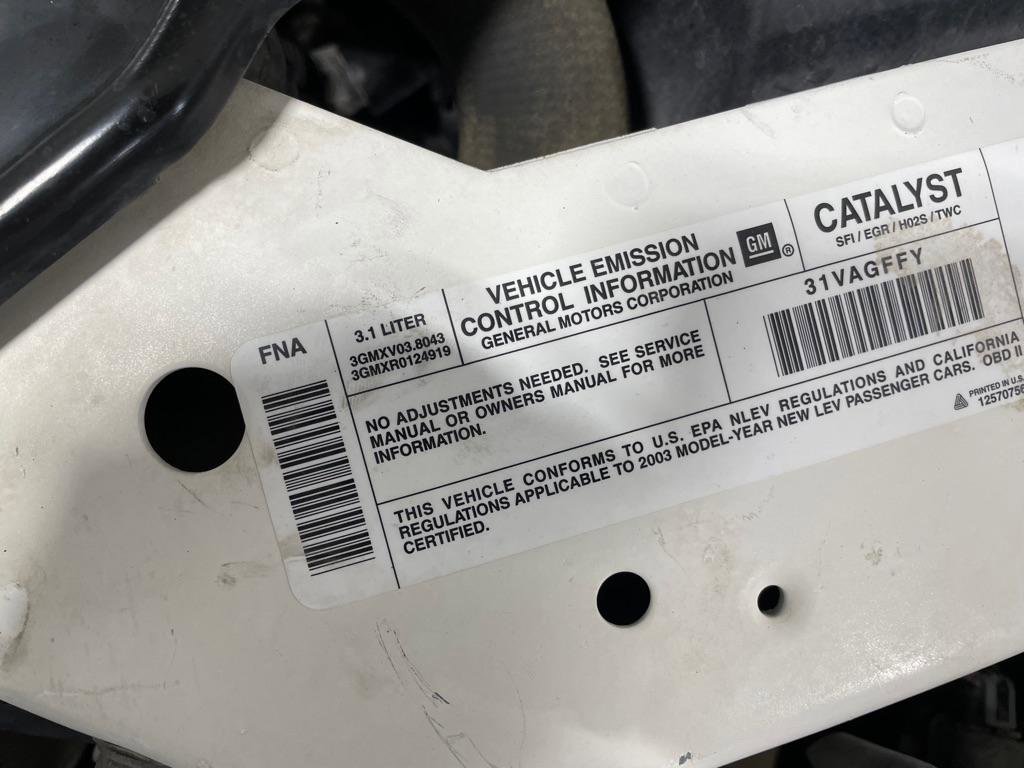 FNA
3.1 LITER
3GMXV03.8043
3GMXR0124919
VEHICLE EMISSION
CONTROL INFORMATION
GENERAL MOTORS CORPORATION
GM ®
CATALYST
SFI / EGR / H02S / TWC
NO ADJUSTMENTS NEEDED. SEE SERVICE
MANUAL OR OWNERS MANUAL FOR MORE
INFORMATION.
31VAGFFY
THIS VEHICLE CONFORMS TO U.S. EPA NLEV REGULATIONS AND CALIFORNIA
REGULATIONS APPLICABLE TO 2003 MODEL-YEAR NEW LEV PASSENGER CARS. OBD II
CERTIFIED.
PRINTED IN U.S.